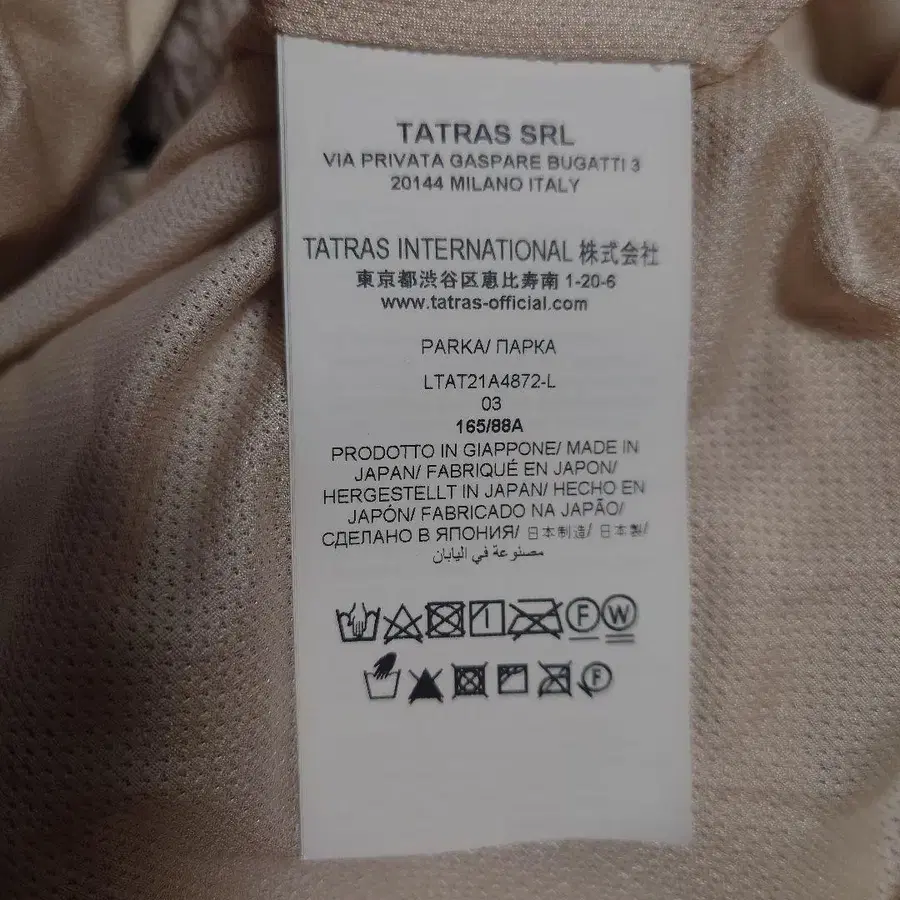 TATRAS SRL
VIA PRIVATA GASPARE BUGATTI 3
20144 MILANO ITALY
TATRAS INTERNATIONAL 株式会社
東京都渋谷区恵比寿南 1-20-6
www.tatras-official.com
PARKA/ ПАРКА
LTAT21A4872-L
03
165/88A
PRODOTTO IN GIAPPONE/ MADE IN
JAPAN/ FABRIQUÉ EN JAPON/
HERGESTELLT IN JAPAN/ HECHO EN
JAPÓN/ FABRICADO NA JAPÃO/
СДЕЛАНО В ЯПОНИЯ/ 日本制造/ 日本製/
مصنوعة في اليابان
F W
F